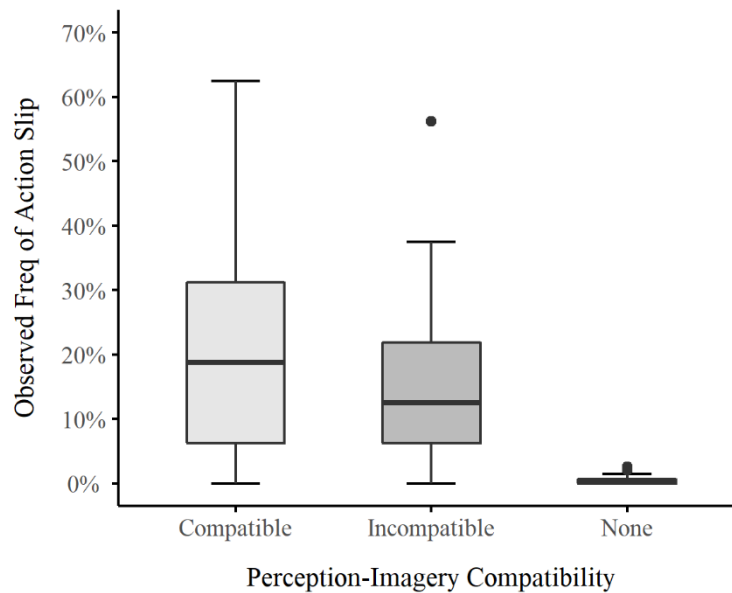 Observed Freq of Action Slip
70%
60%
50%
40%
30%
20%
10%
0%
Compatible
Incompatible
None
Perception-Imagery Compatibility